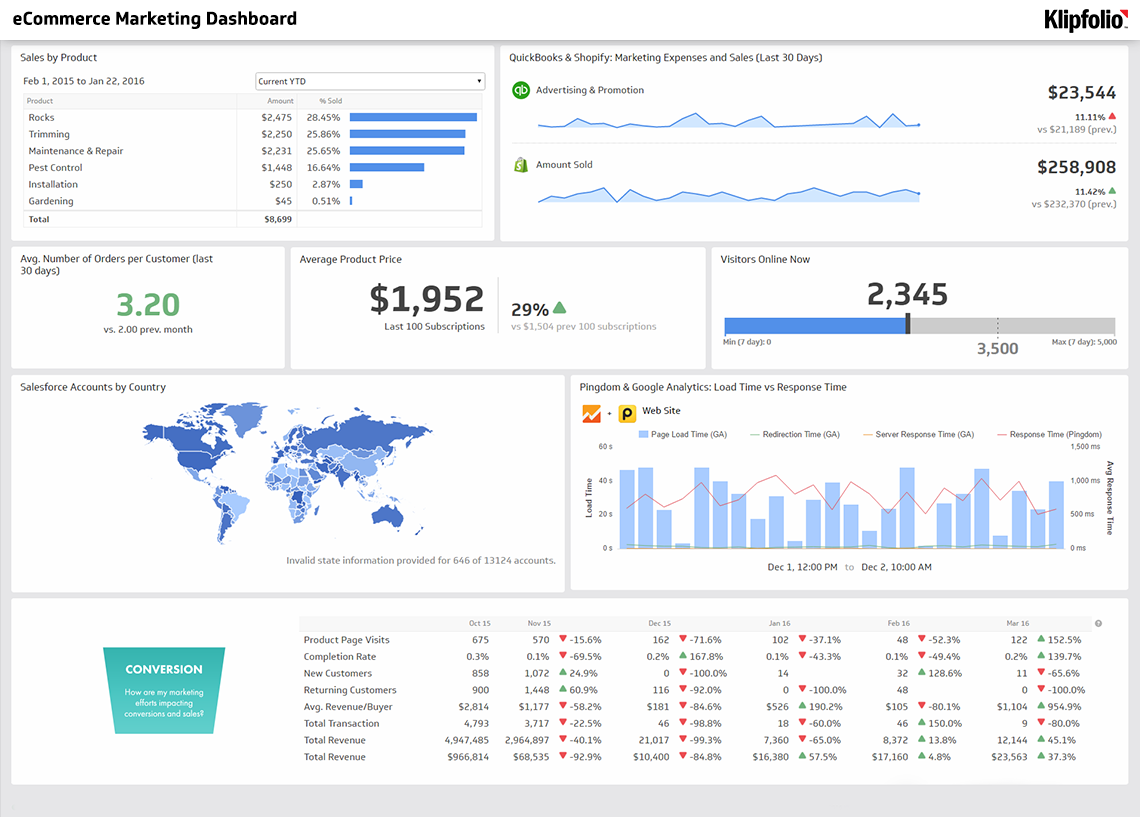 eCommerce Marketing Dashboard
Klipfolio
Sales by Product
Feb 1, 2015 to Jan 22, 2016
Current YTD
Product Amount % Sold
Rocks $2,475 28.45%
Trimming $2,250 25.86%
Maintenance & Repair $2,231 25.65%
Pest Control $1,448 16.64%
Installation $250 2.87%
Gardening $45 0.51%
Total $8,699
QuickBooks & Shopify: Marketing Expenses and Sales (Last 30 Days)
qb Advertising & Promotion
$23,544
11.11%
vs $21,189 (prev.)
Amount Sold
$258,908
11.42%
vs $232,370 (prev.)
Avg. Number of Orders per Customer (last
30 days)
3.20
vs. 2.00 prev. month
Average Product Price
$1,952
Last 100 Subscriptions
29%
vs $1,504 prev 100 subscriptions
Visitors Online Now
2,345
Min (7 day): 0
3,500
Max (7 day): 5,000
Salesforce Accounts by Country
Invalid state information provided for 646 of 13124 accounts.
Pingdom & Google Analytics: Load Time vs Response Time
+ P Web Site
Page Load Time (GA) Redirection Time (GA) Server Response Time (GA) Response Time (Pingdom)
60 s 1,500 ms
40 s 1,000 ms
20 s 500 ms
0 s 0 ms
Load Time
Avg Response Time
Dec 1, 12:00 PM to Dec 2, 10:00 AM
CONVERSION
How are my marketing
efforts impacting
conversions and sales?
Oct 15 Nov 15 Dec 15 Jan 16 Feb 16 Mar 16 ?
Product Page Visits 675 570 -15.6% 162 -71.6% 102 -37.1% 48 -52.3% 122 152.5%
Completion Rate 0.3% 0.1% -69.5% 0.2% 167.8% 0.1% -43.3% 0.1% -49.4% 0.2% 139.7%
New Customers 858 1,072 24.9% 0 -100.0% 14 32 128.6% 11 -65.6%
Returning Customers 900 1,448 60.9% 116 -92.0% 0 -100.0% 48 0 -100.0%
Avg. Revenue/Buyer $2,814 $1,177 -58.2% $181 -84.6% $526 190.2% $105 -80.1% $1,104 954.9%
Total Transaction 4,793 3,717 -22.5% 46 -98.8% 18 -60.0% 46 150.0% 9 -80.0%
Total Revenue 4,947,485 2,964,897 -40.1% 21,017 -99.3% 7,360 -65.0% 8,372 13.8% 12,144 45.1%
Total Revenue $966,814 $68,535 -92.9% $10,400 -84.8% $16,380 57.5% $17,160 4.8% $23,563 37.3%